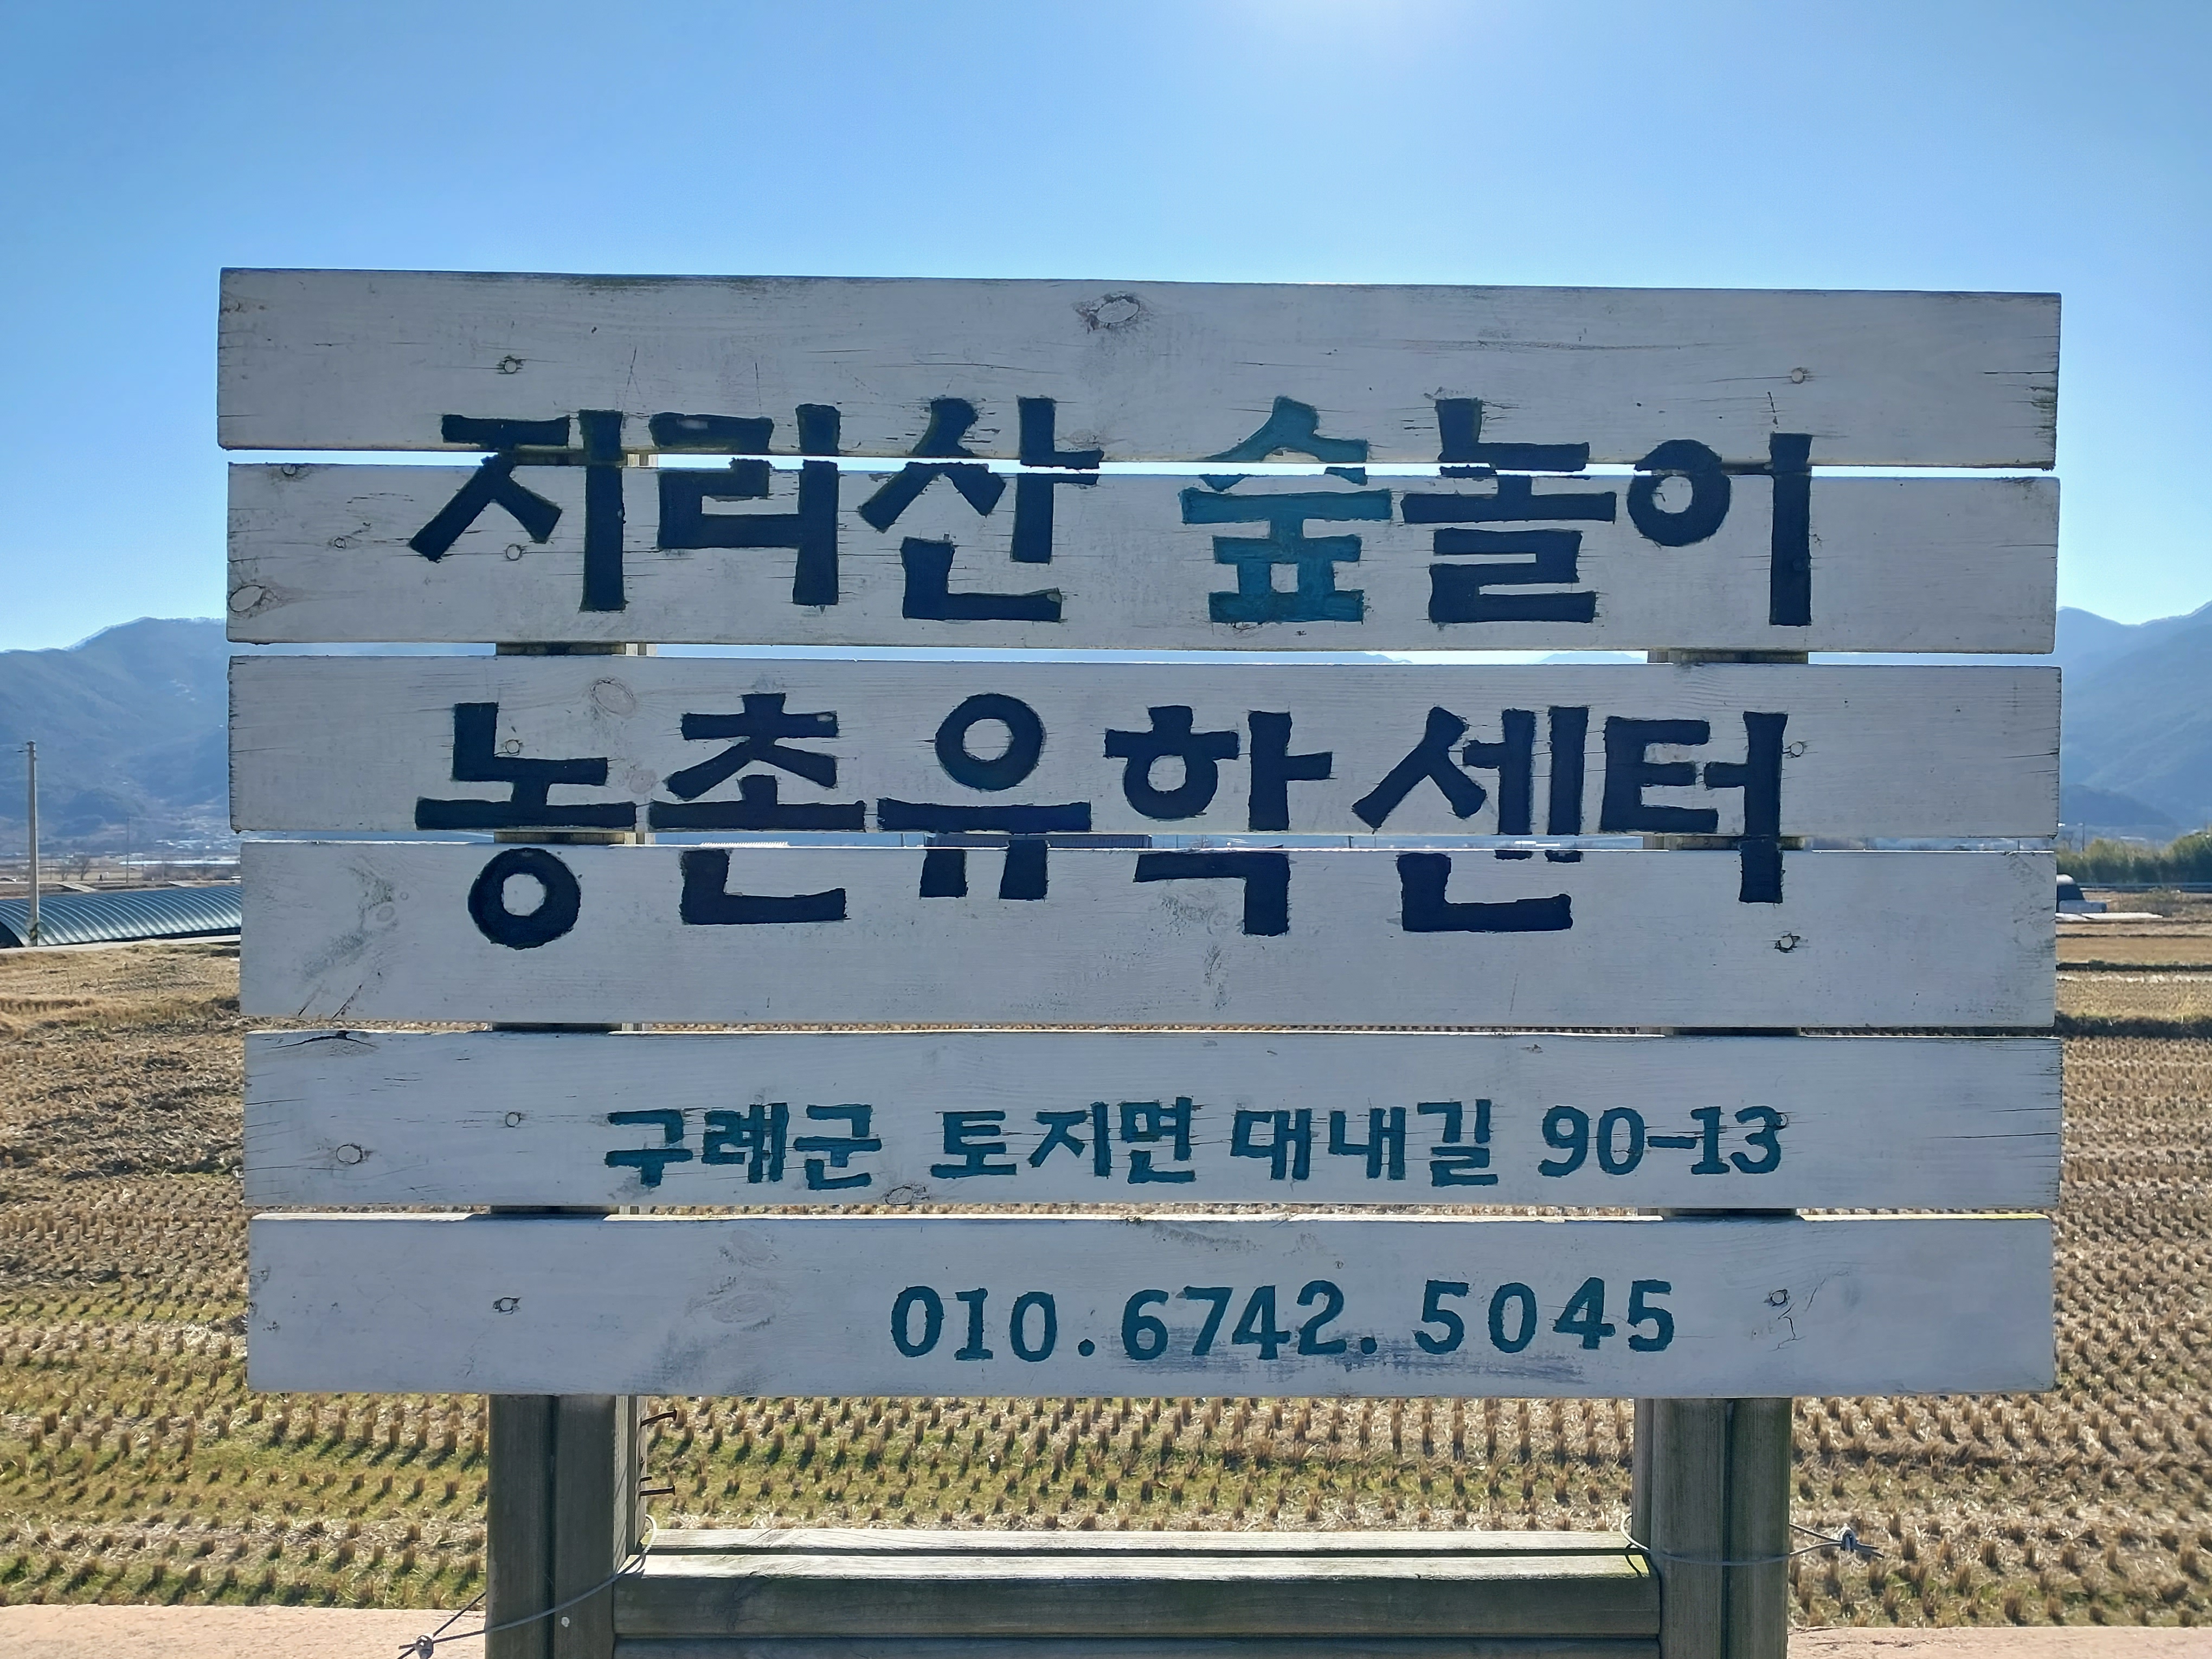 지리산 숲놀이
농촌유학센터
구례군 토지면 대내길 90-13
010.6742.5045